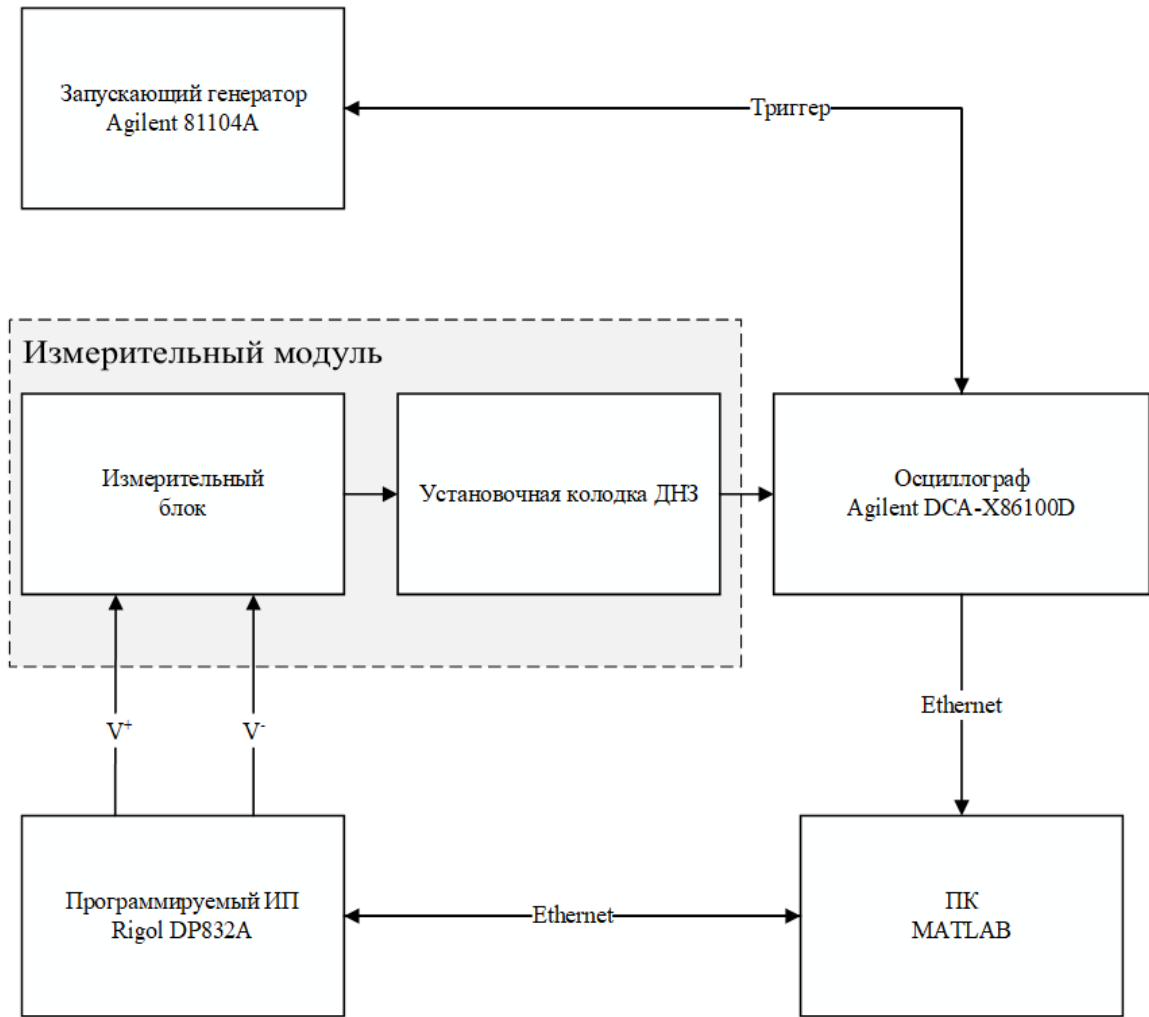 Запускающий генератор
Agilent 81104A
Триггер
Измерительный модуль
Измерительный
блок
Установочная колодка ДНЗ
Осциллограф
Agilent DCA-X86100D
V⁺
V⁻
Ethernet
Программируемый ИП
Rigol DP832A
Ethernet
ПК
MATLAB